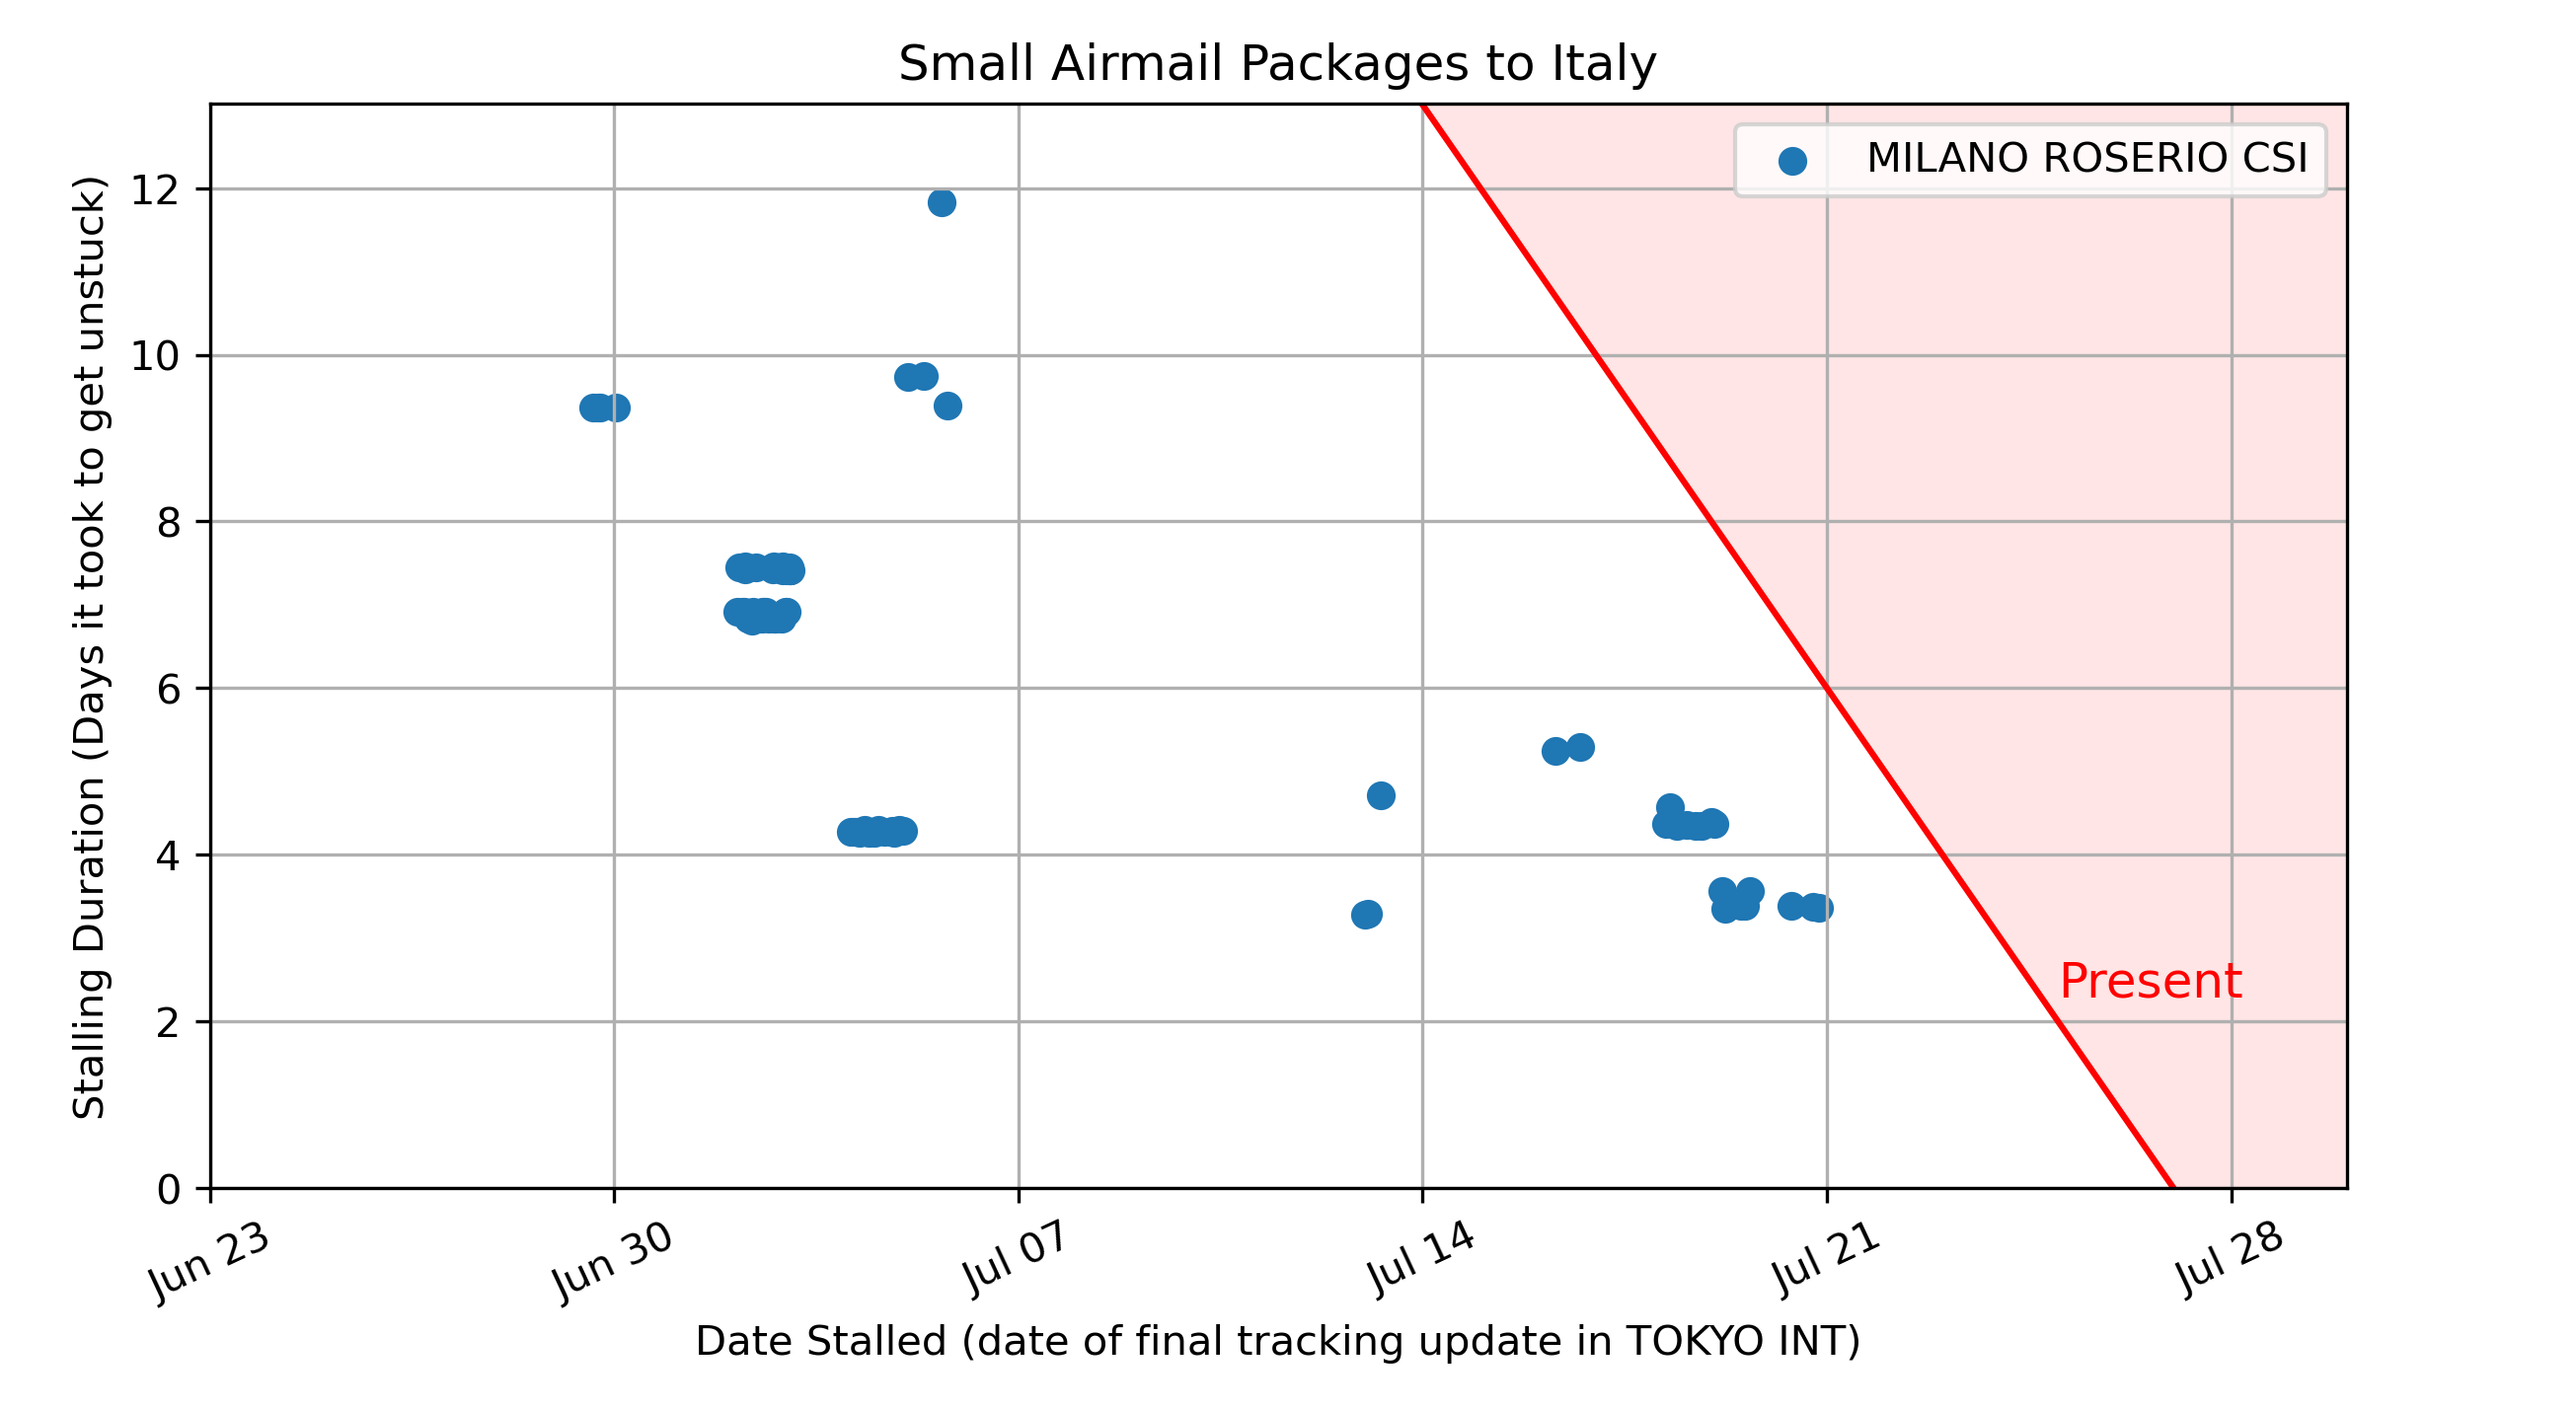 Small Airmail Packages to Italy
MILANO ROSERIO CSI
Stalling Duration (Days it took to get unstuck)
12
10
8
6
4
2
0
Present
Jun 23
Jun 30
Jul 07
Jul 14
Jul 21
Jul 28
Date Stalled (date of final tracking update in TOKYO INT)